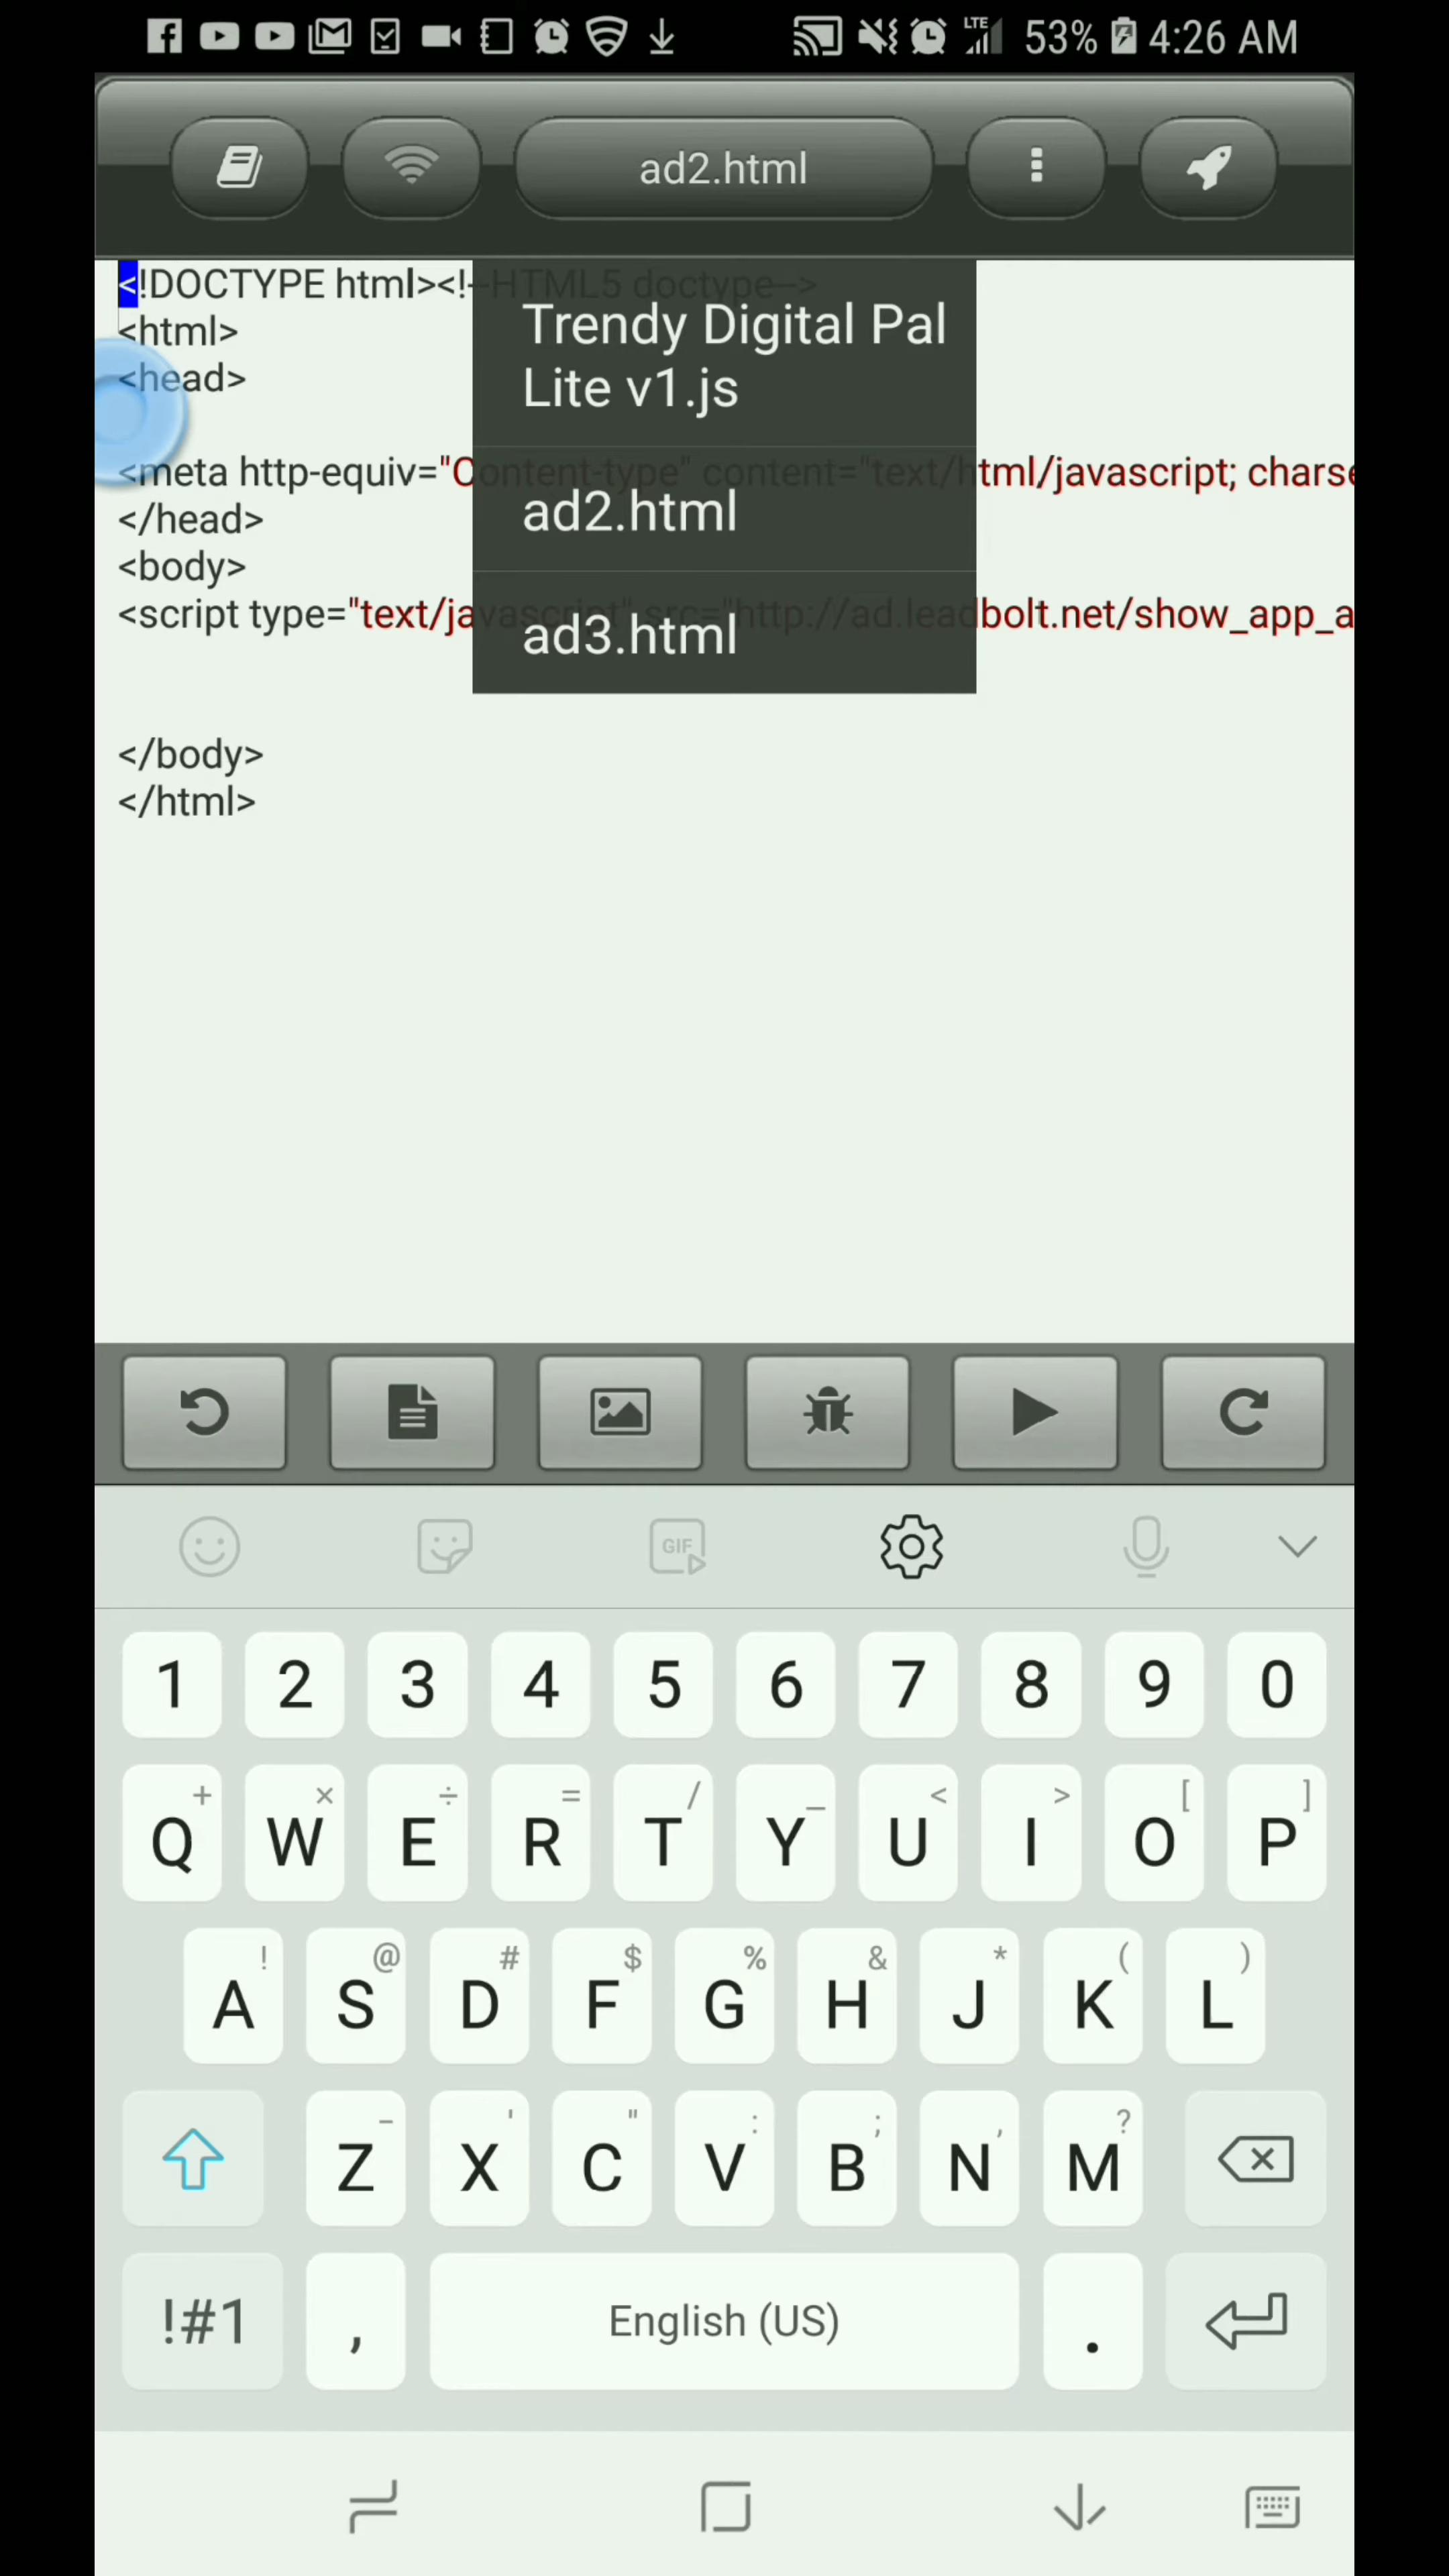 LTE 53% 4:26 AM
ad2.html
<!DOCTYPE html><!--HTML5 doctype-->
<html>
<head>
<meta http-equiv="Content-type" content="text/html/javascript; charse
</head>
<body>
<script type="text/javascript" src="http://ad.leadbolt.net/show_app_a
</body>
</html>
Trendy Digital Pal
Lite v1.js
ad2.html
ad3.html
GIF
1 2 3 4 5 6 7 8 9 0
+ × ÷ = / _ < > [ ]
Q W E R T Y U I O P
! @ # $ % & * ( )
A S D F G H J K L
- ' " : ; , ?
Z X C V B N M
!#1 , English (US) .